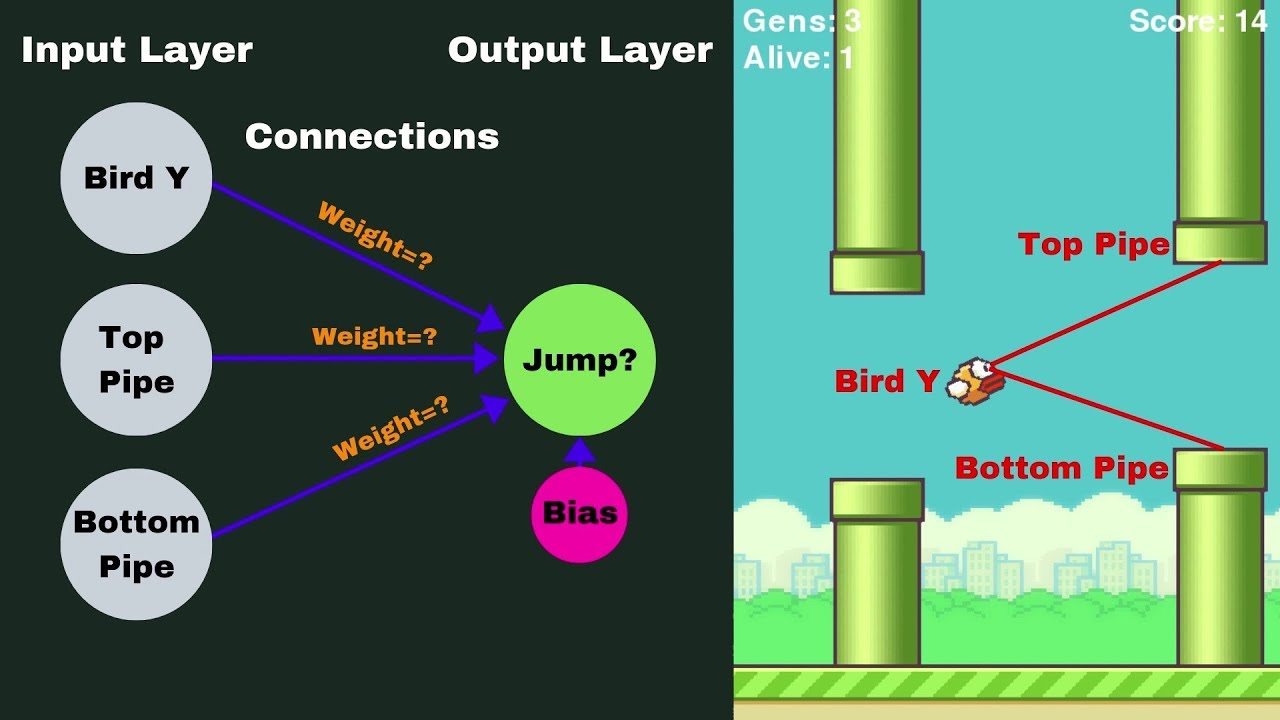 Input Layer
Output Layer
Connections
Bird Y
Weight=?
Top
Pipe
Weight=?
Jump?
Weight=?
Bottom
Pipe
Bias
Gens: 3
Score: 14
Alive: 1
Top Pipe
Bird Y
Bottom Pipe